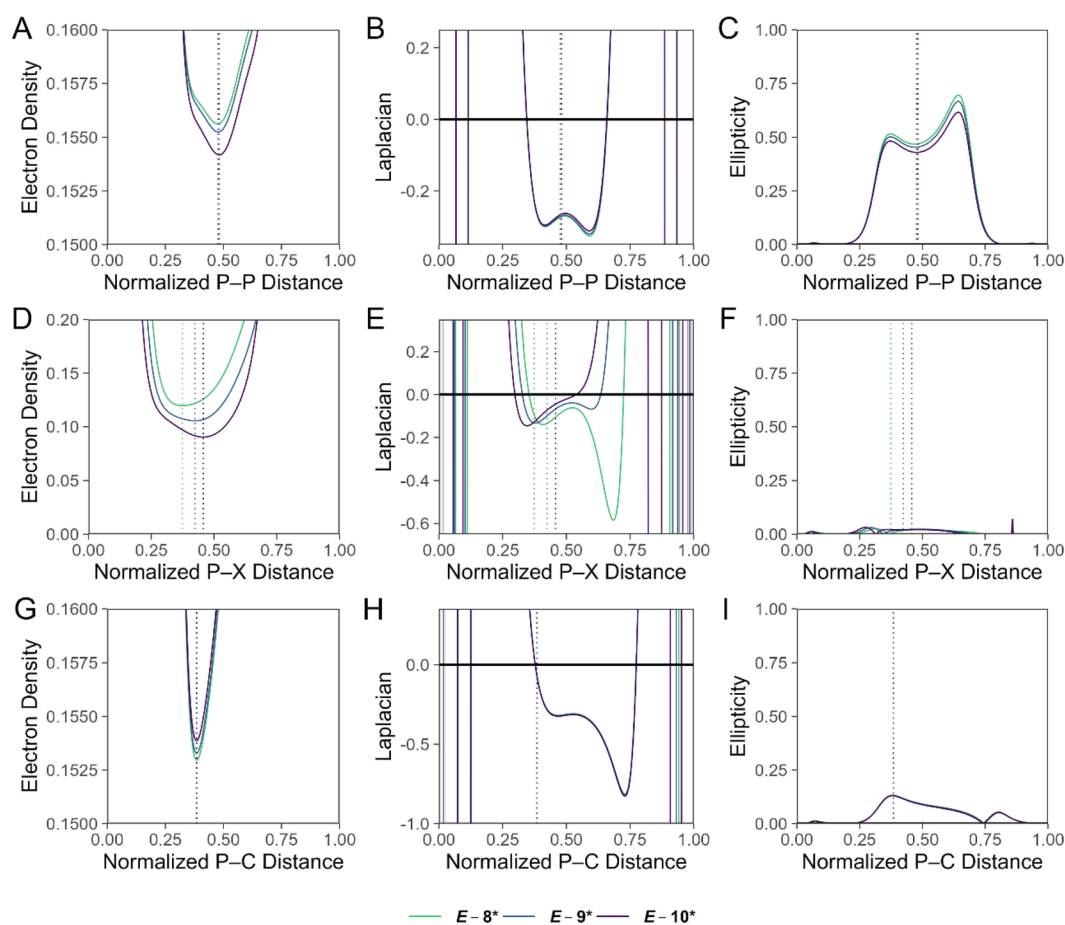 A
Electron Density
0.1600
0.1575
0.1550
0.1525
0.1500
0.00 0.25 0.50 0.75 1.00
Normalized P–P Distance
B
Laplacian
0.2
0.0
-0.2
0.00 0.25 0.50 0.75 1.00
Normalized P–P Distance
C
Ellipticity
1.00
0.75
0.50
0.25
0.00
0.00 0.25 0.50 0.75 1.00
Normalized P–P Distance
D
Electron Density
0.20
0.15
0.10
0.05
0.00
0.00 0.25 0.50 0.75 1.00
Normalized P–X Distance
E
Laplacian
0.2
0.0
-0.2
-0.4
-0.6
0.00 0.25 0.50 0.75 1.00
Normalized P–X Distance
F
Ellipticity
1.00
0.75
0.50
0.25
0.00
0.00 0.25 0.50 0.75 1.00
Normalized P–X Distance
G
Electron Density
0.1600
0.1575
0.1550
0.1525
0.1500
0.00 0.25 0.50 0.75 1.00
Normalized P–C Distance
H
Laplacian
0.0
-0.5
-1.0
0.00 0.25 0.50 0.75 1.00
Normalized P–C Distance
I
Ellipticity
1.00
0.75
0.50
0.25
0.00
0.00 0.25 0.50 0.75 1.00
Normalized P–C Distance
E – 8* E – 9* E – 10*